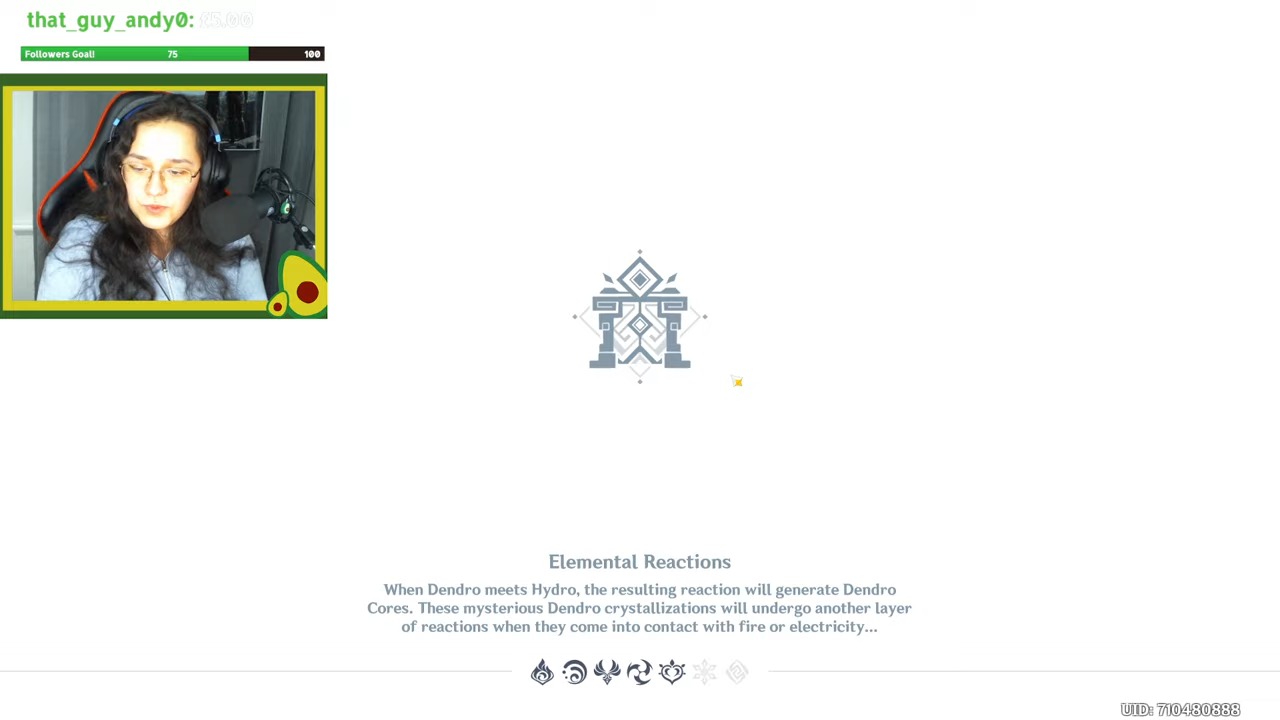 that_guy_andy0: £5.00
Followers Goal! 75 100
Elemental Reactions
When Dendro meets Hydro, the resulting reaction will generate Dendro
Cores. These mysterious Dendro crystallizations will undergo another layer
of reactions when they come into contact with fire or electricity...
UID: 710480888